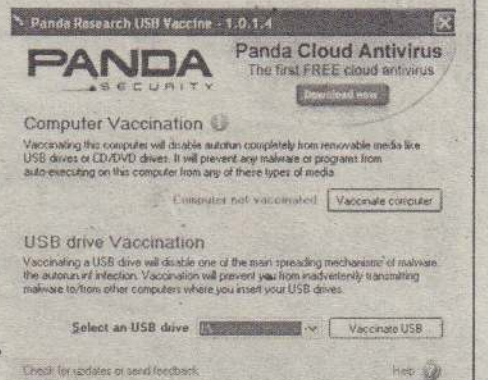 Panda Research USB Vaccine - 1.0.1.4
PANDA
SECURITY
Panda Cloud Antivirus
The first FREE cloud antivirus
Download now
Computer Vaccination
Vaccinating this computer will disable autorun completely from removable media like
USB drives or CD/DVD drives. It will prevent any malware or program from
auto-executing on this computer from any of these types of media
Computer not vaccinated
Vaccinate computer
USB drive Vaccination
Vaccinating a USB drive will disable one of the main spreading mechanisms of malware,
the autorun.inf infection. Vaccination will prevent you from inadvertently transmitting
malware to/from other computers where you insert your USB drives.
Select an USB drive
Vaccinate USB
Check for updates or send feedback
Help